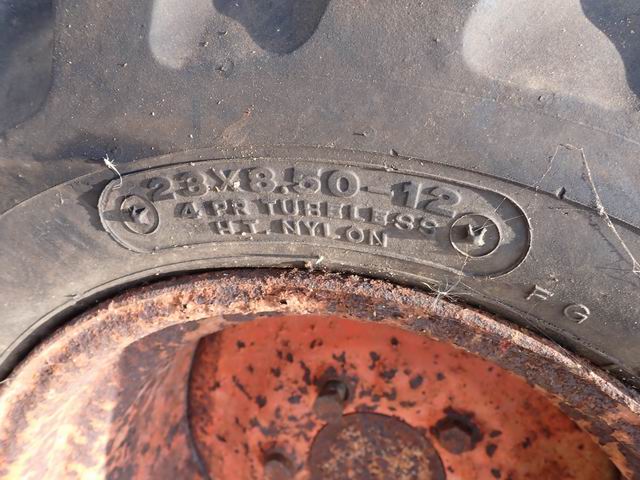 23X8.50-12
4 PR TUBELESS
H.T. NYLON
F G